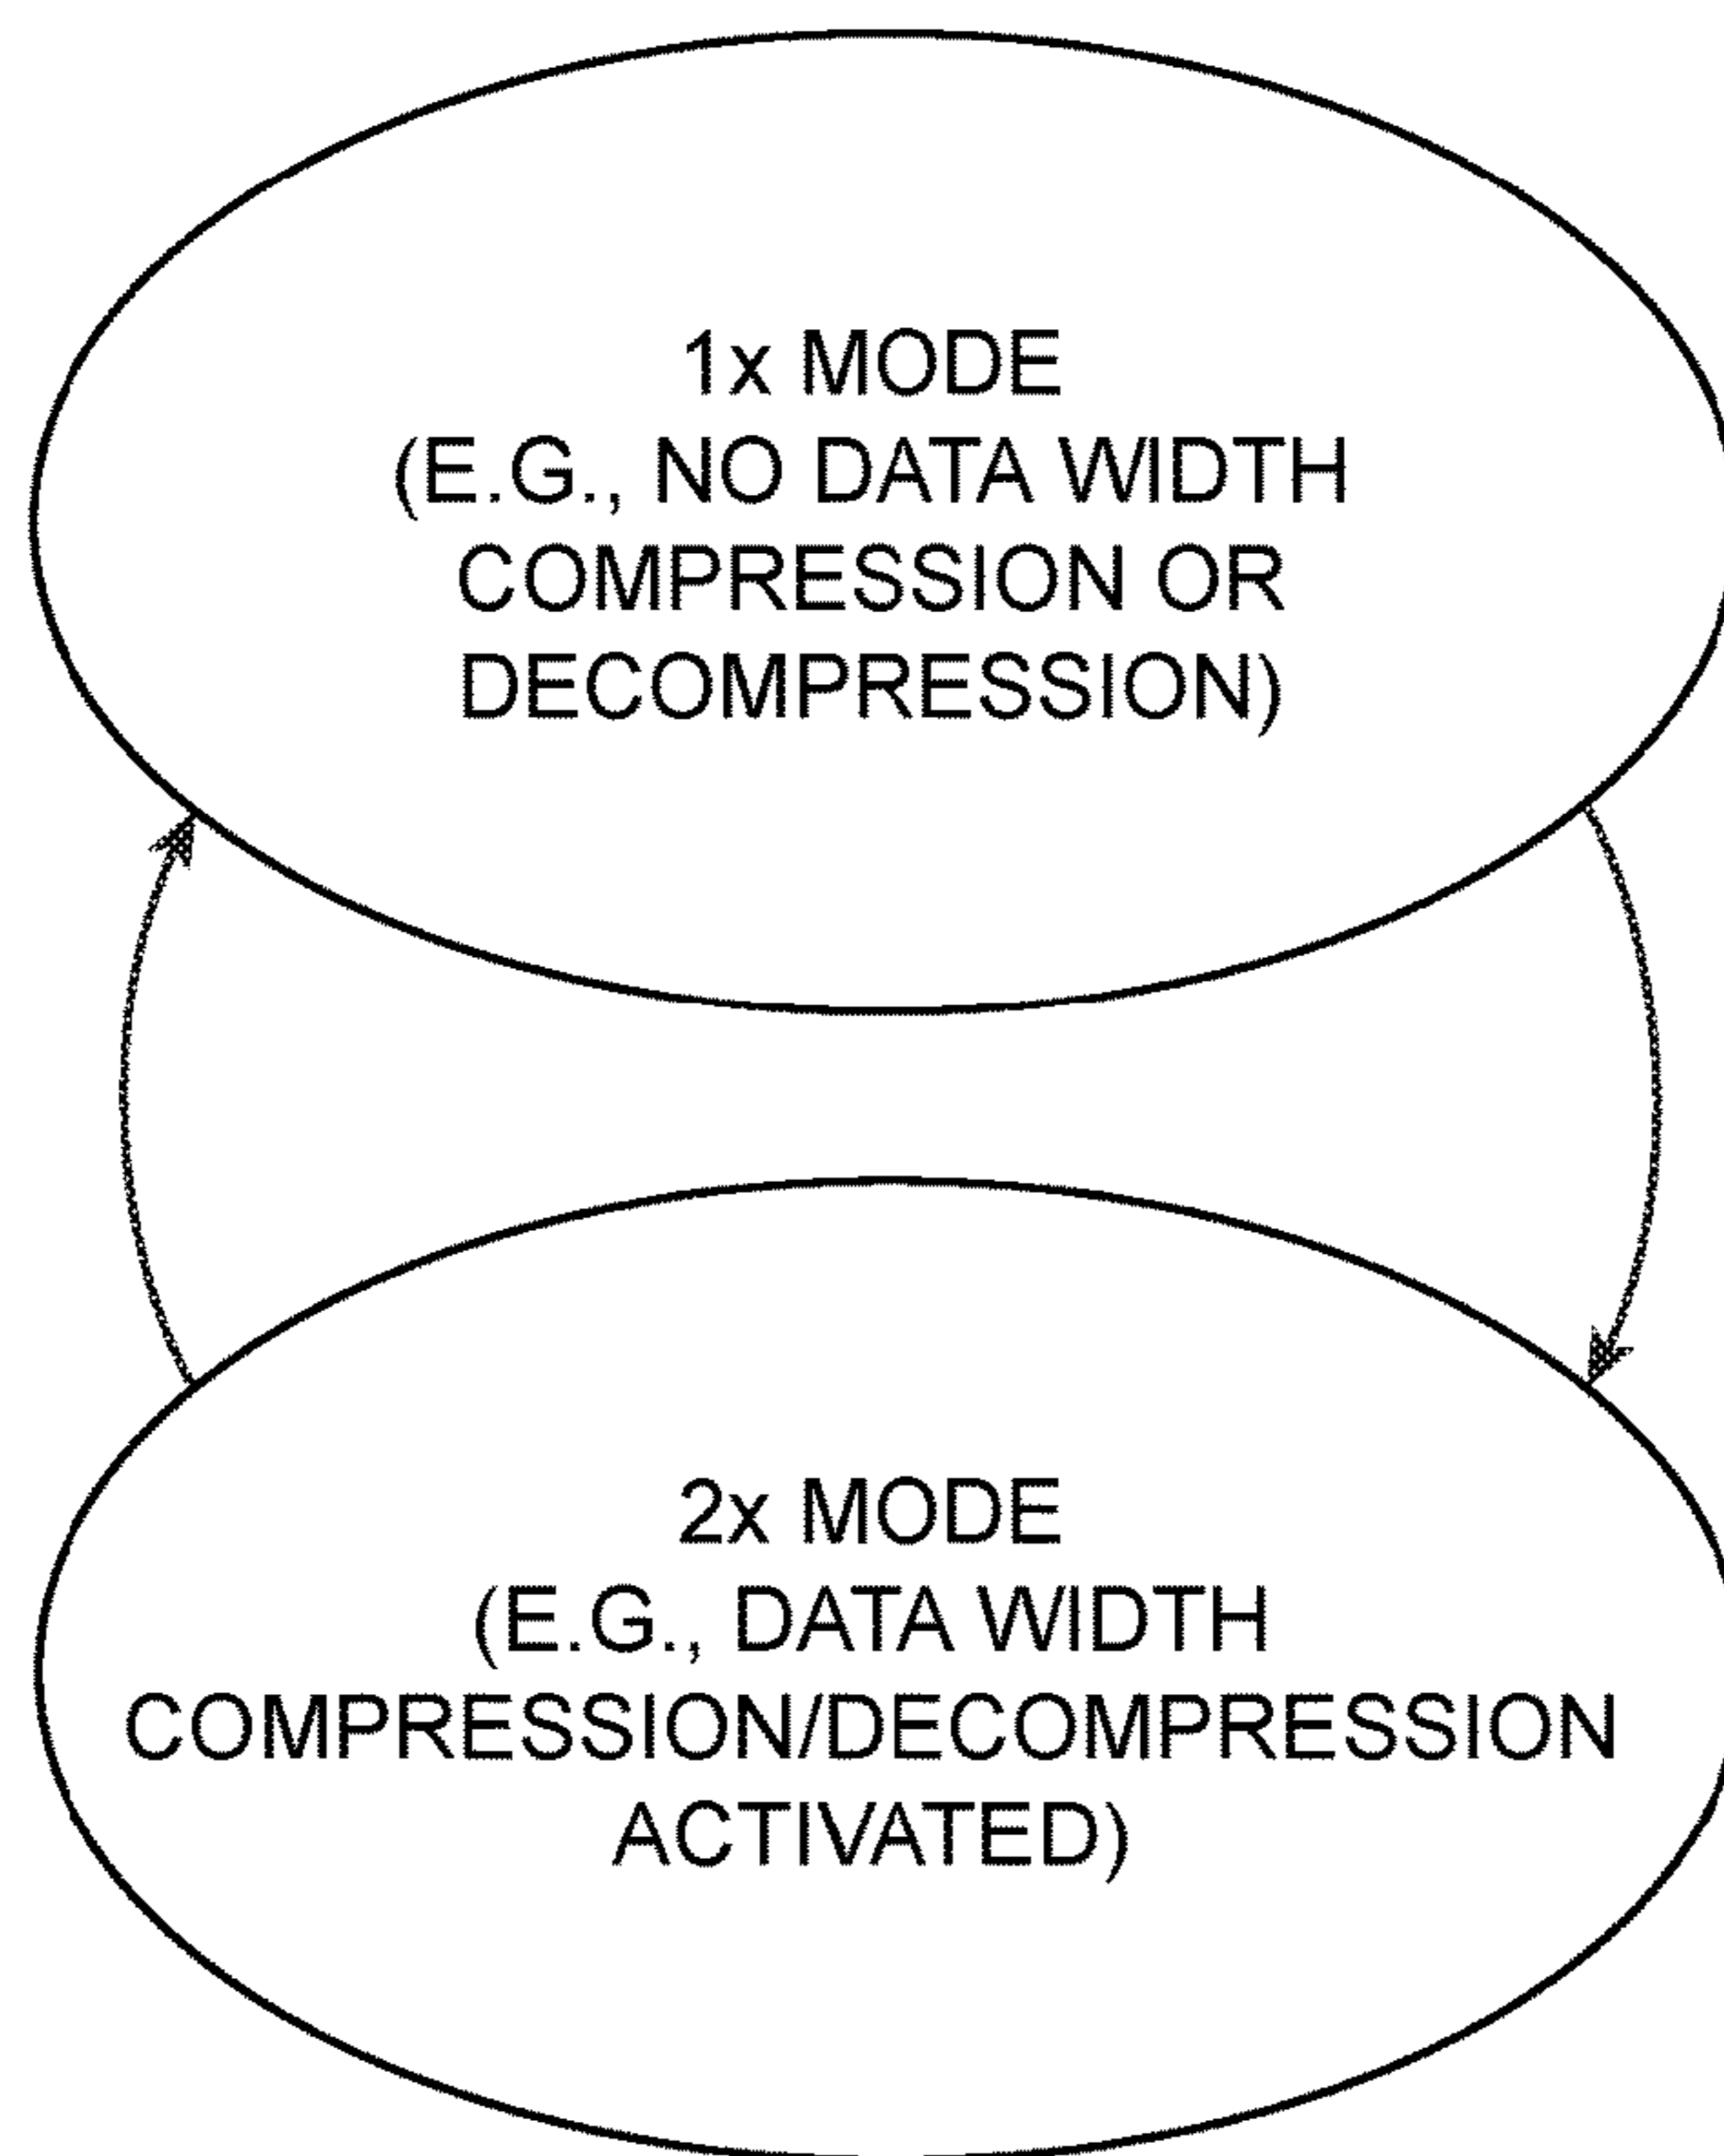 1x MODE
(E.G., NO DATA WIDTH
COMPRESSION OR
DECOMPRESSION)
2x MODE
(E.G., DATA WIDTH
COMPRESSION/DECOMPRESSION
ACTIVATED)